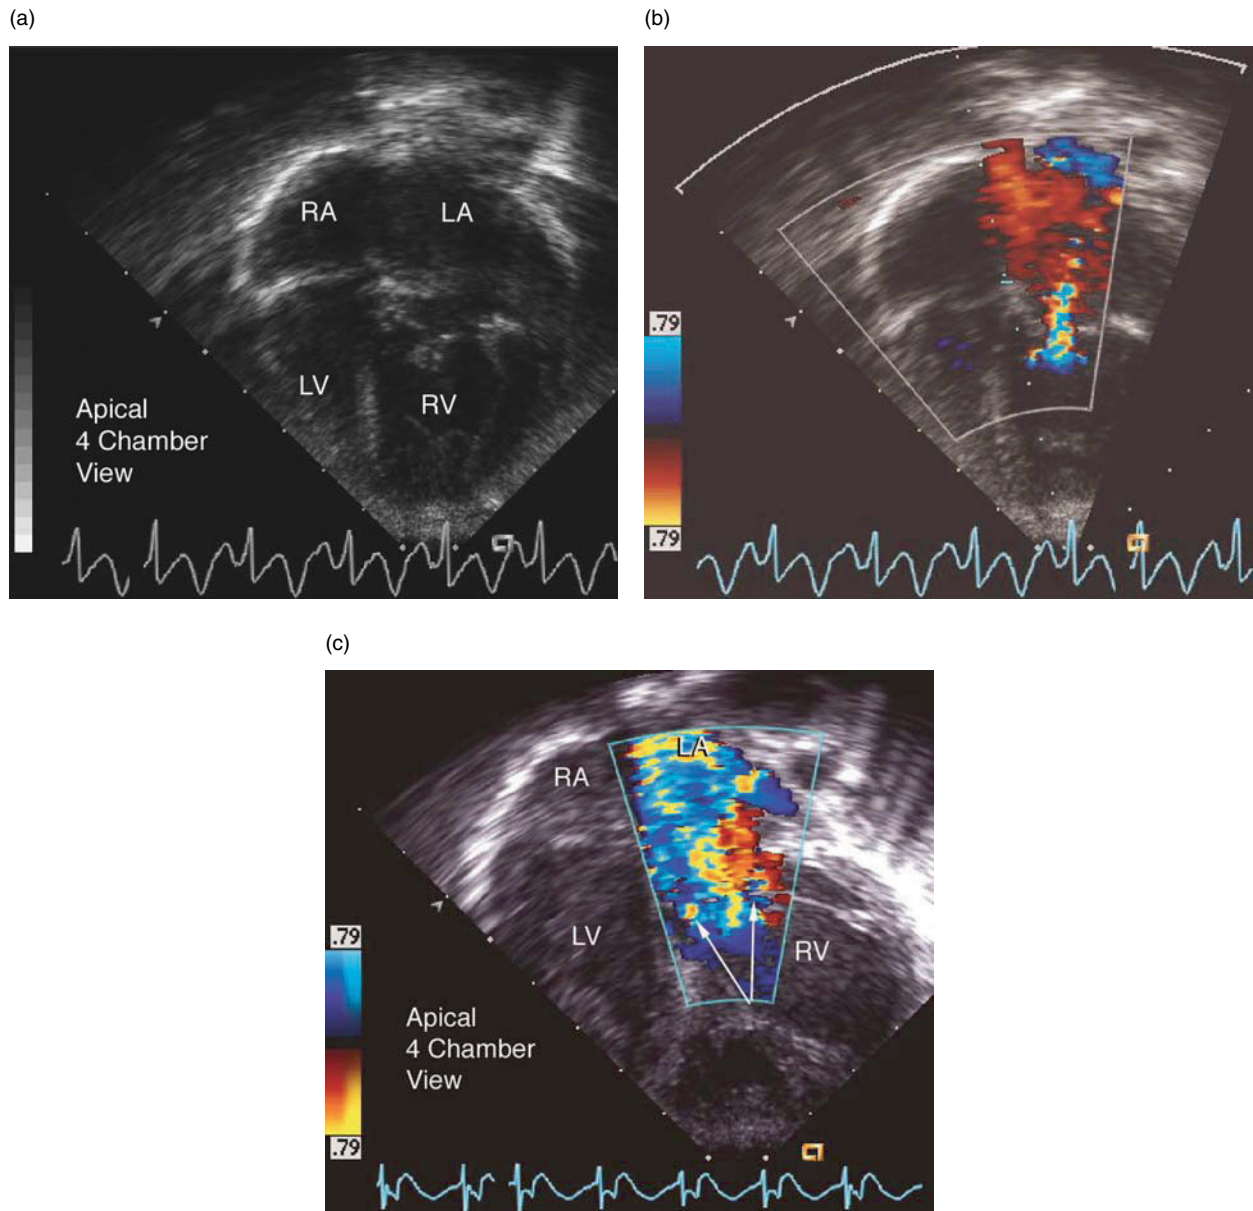 (a)
(b)
RA LA
LV RV
Apical
4 Chamber
View
.79
.79
(c)
LA
RA
LV RV
.79
Apical
4 Chamber
View
.79